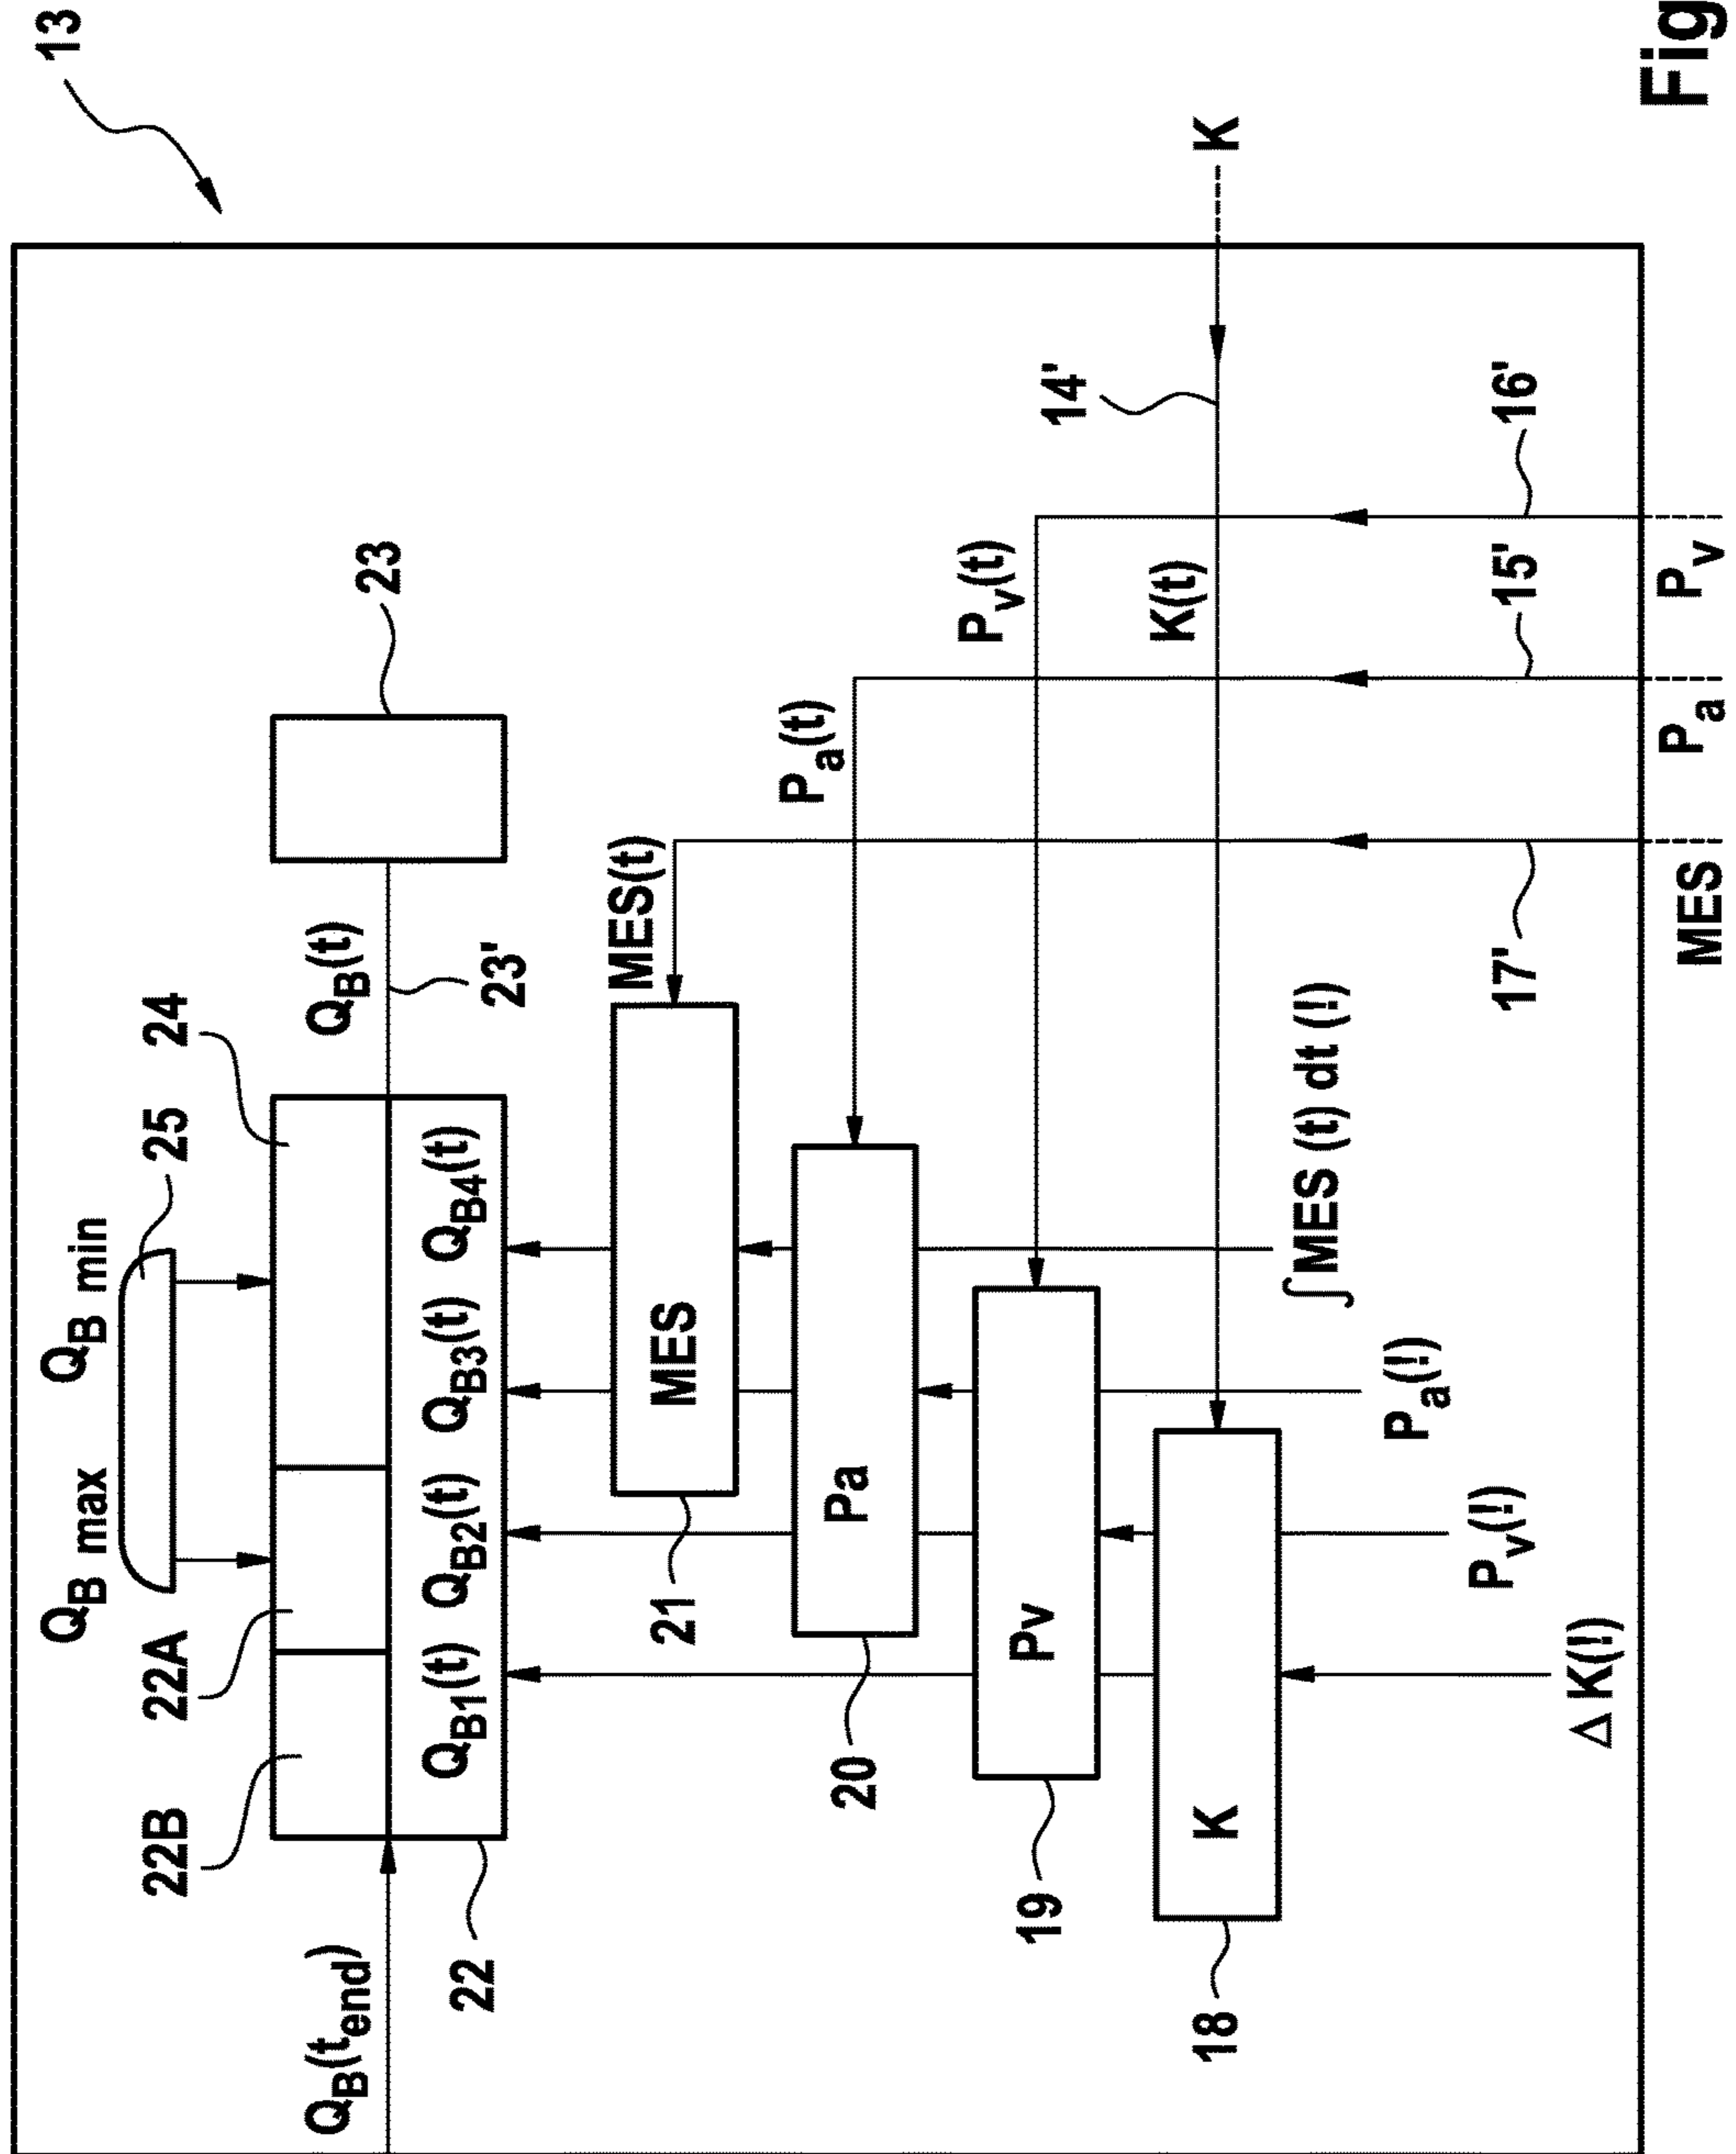 13
Q_B max
Q_B min
25
22B
22A
24
Q_B(t_end)
Q_B(t)
23
23'
22
Q_B1(t)
Q_B2(t)
Q_B3(t)
Q_B4(t)
MES
21
MES(t)
Pa
20
P_a(t)
Pv
19
P_v(t)
K
18
K(t)
14'
K
∫MES (t) dt (!)
P_a(!)
P_v(!)
Δ K(!)
17'
15'
16'
MES
P_a
P_v
Fig